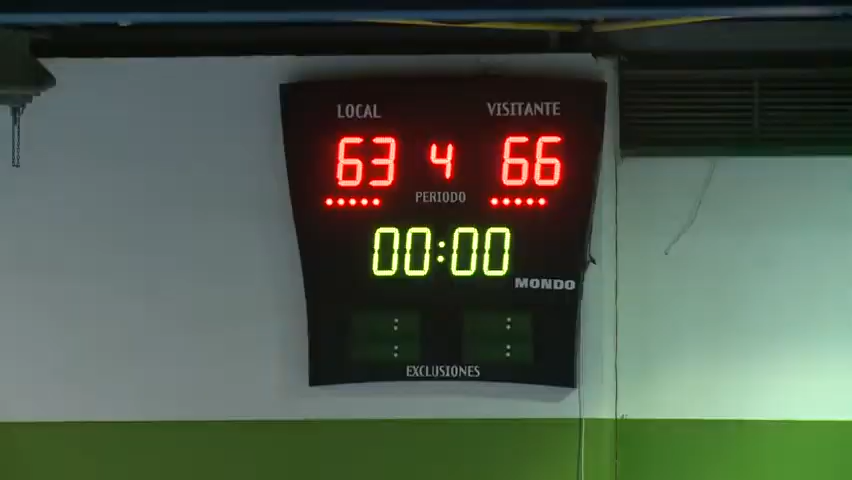 LOCAL VISITANTE
63 4 66
PERIODO
00:00
MONDO
EXCLUSIONES